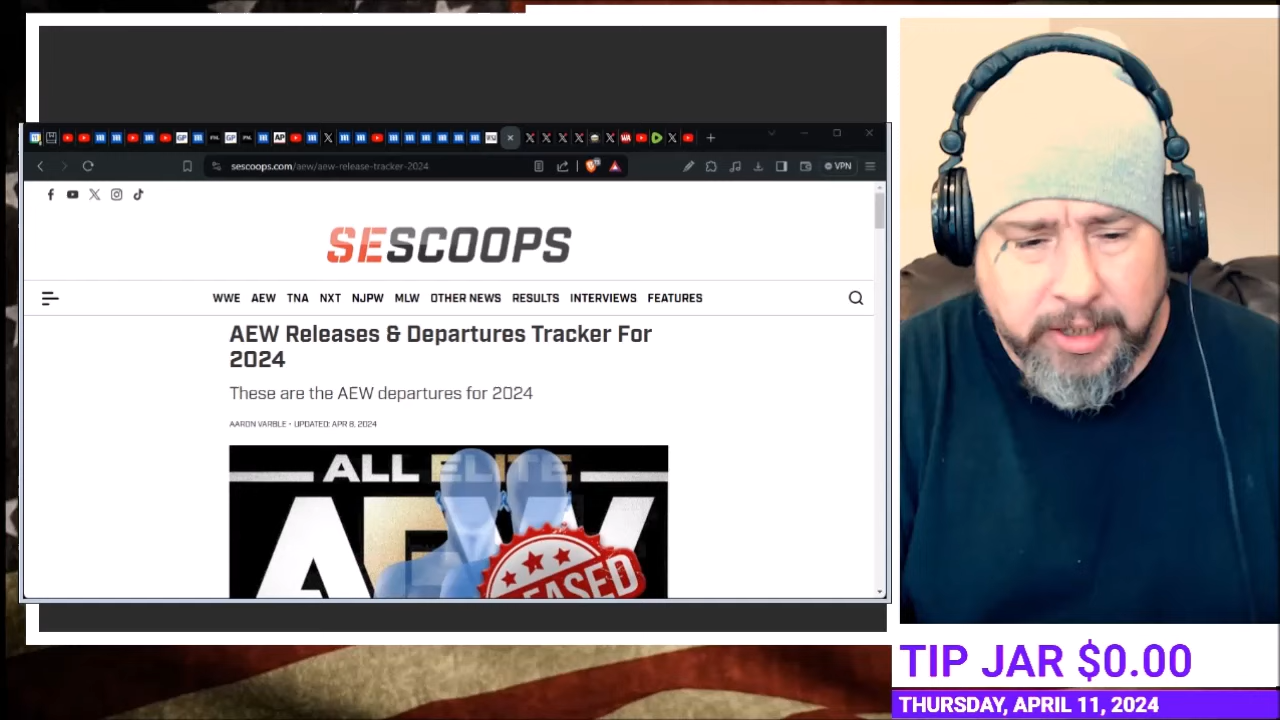 sescoops.com/aew/aew-release-tracker-2024
VPN
SESCOOPS
WWE AEW TNA NXT NJPW MLW OTHER NEWS RESULTS INTERVIEWS FEATURES
AEW Releases & Departures Tracker For
2024
These are the AEW departures for 2024
AARON VARBLE • UPDATED: APR 8, 2024
ALL ELITE
AEW
EASED
TIP JAR $0.00
THURSDAY, APRIL 11, 2024